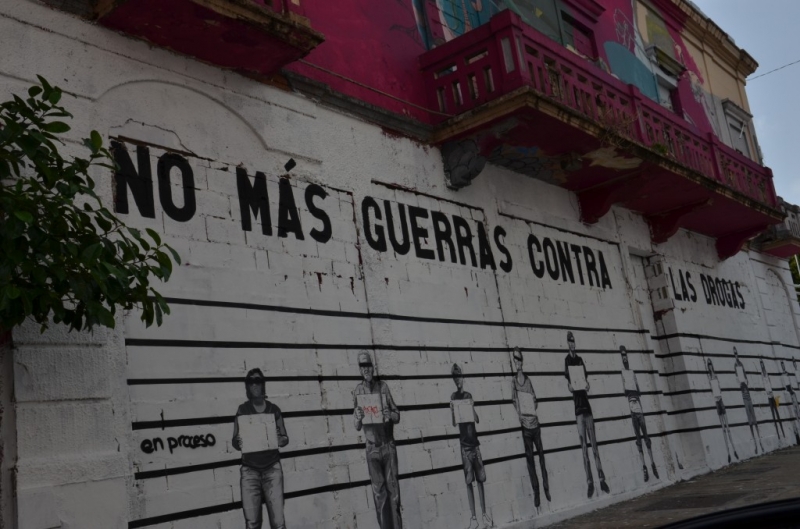 NO MÁS GUERRAS CONTRA LAS DROGAS
en proceso